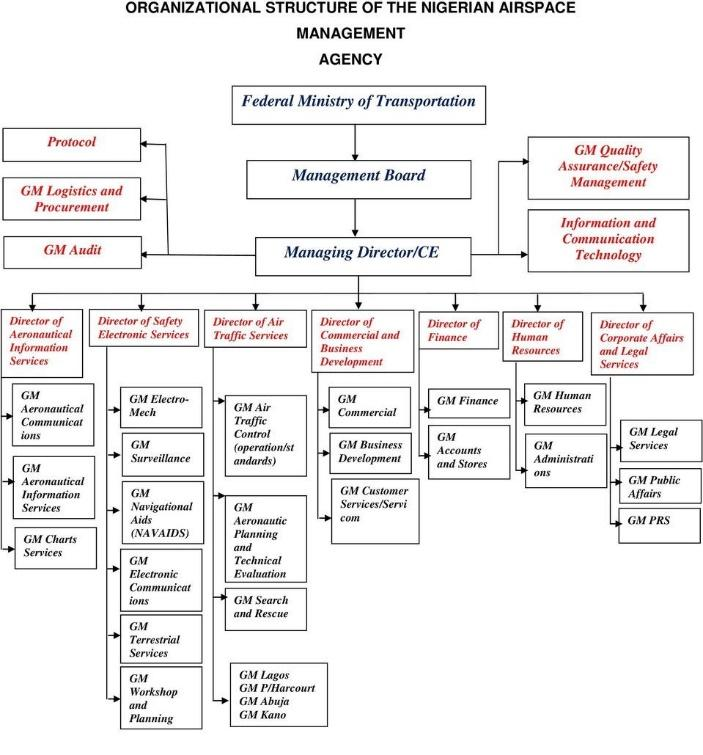 ORGANIZATIONAL STRUCTURE OF THE NIGERIAN AIRSPACE
MANAGEMENT
AGENCY
Federal Ministry of Transportation
Protocol
GM Quality
Assurance/Safety
Management
Management Board
GM Logistics and
Procurement
Information and
Communication
Technology
GM Audit
Managing Director/CE
Director of
Aeronautical
Information
Services
Director of Safety
Electronic Services
Director of Air
Traffic Services
Director of
Commercial and
Business
Development
Director of
Finance
Director of
Human
Resources
Director of
Corporate Affairs
and Legal
Services
GM
Aeronautical
Communicat
ions
GM
Aeronautical
Information
Services
GM Charts
Services
GM Electro-
Mech
GM
Surveillance
GM
Navigational
Aids
(NAVAIDS)
GM
Electronic
Communicat
ions
GM
Terrestrial
Services
GM
Workshop
and
Planning
GM Air
Traffic
Control
(operation/st
andards)
GM
Aeronautic
Planning
and
Technical
Evaluation
GM Search
and Rescue
GM Lagos
GM P/Harcourt
GM Abuja
GM Kano
GM
Commercial
GM Business
Development
GM Customer
Services/Servi
com
GM Finance
GM
Accounts
and Stores
GM Human
Resources
GM
Administrati
ons
GM Legal
Services
GM Public
Affairs
GM PRS